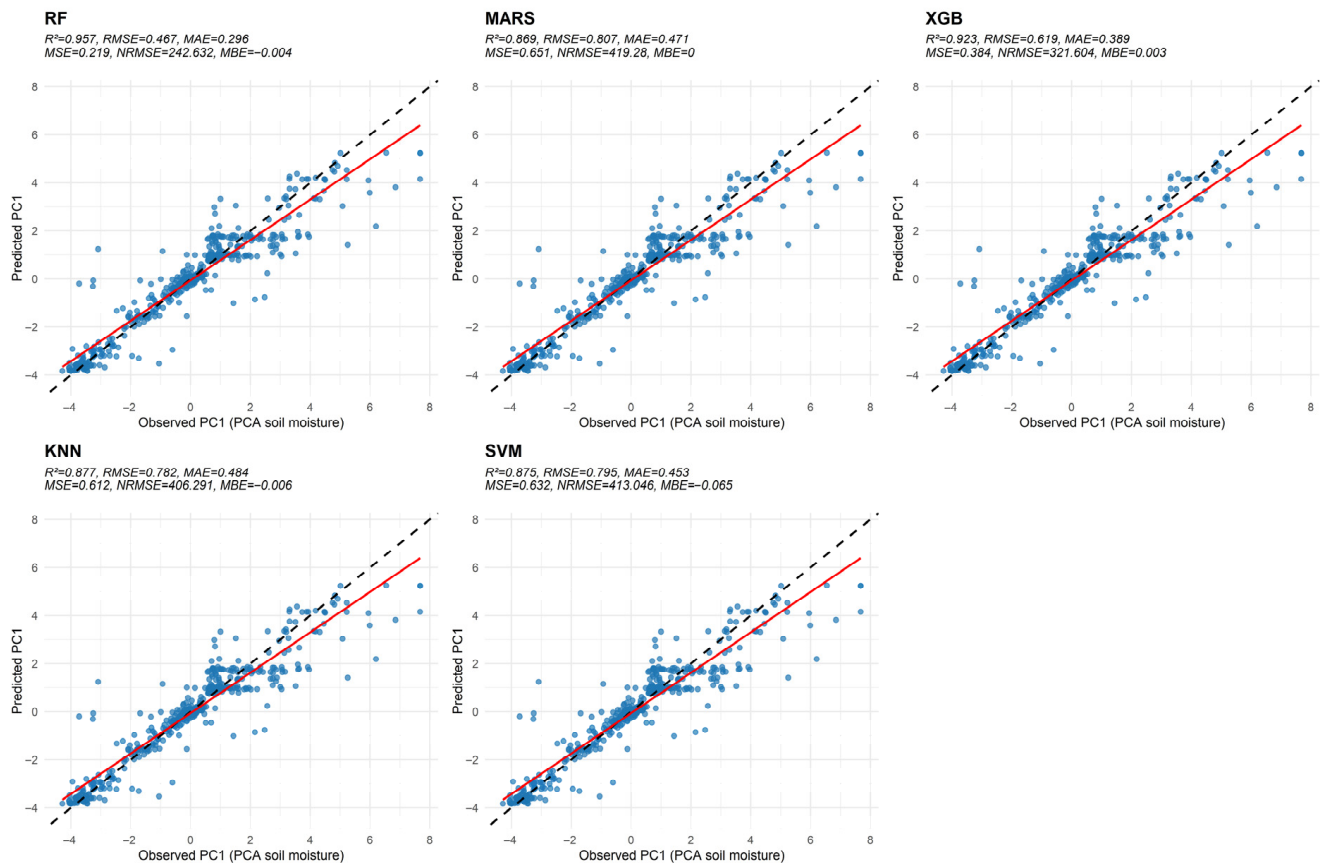 RF
R²=0.957, RMSE=0.467, MAE=0.296
MSE=0.219, NRMSE=242.632, MBE=−0.004
8
6
4
2
0
−2
−4
Predicted PC1
−4 −2 0 2 4 6 8
Observed PC1 (PCA soil moisture)
MARS
R²=0.869, RMSE=0.807, MAE=0.471
MSE=0.651, NRMSE=419.28, MBE=0
8
6
4
2
0
−2
−4
Predicted PC1
−4 −2 0 2 4 6 8
Observed PC1 (PCA soil moisture)
XGB
R²=0.923, RMSE=0.619, MAE=0.389
MSE=0.384, NRMSE=321.604, MBE=0.003
8
6
4
2
0
−2
−4
Predicted PC1
−4 −2 0 2 4 6 8
Observed PC1 (PCA soil moisture)
KNN
R²=0.877, RMSE=0.782, MAE=0.484
MSE=0.612, NRMSE=406.291, MBE=−0.006
8
6
4
2
0
−2
−4
Predicted PC1
−4 −2 0 2 4 6 8
Observed PC1 (PCA soil moisture)
SVM
R²=0.875, RMSE=0.795, MAE=0.453
MSE=0.632, NRMSE=413.046, MBE=−0.065
8
6
4
2
0
−2
−4
Predicted PC1
−4 −2 0 2 4 6 8
Observed PC1 (PCA soil moisture)